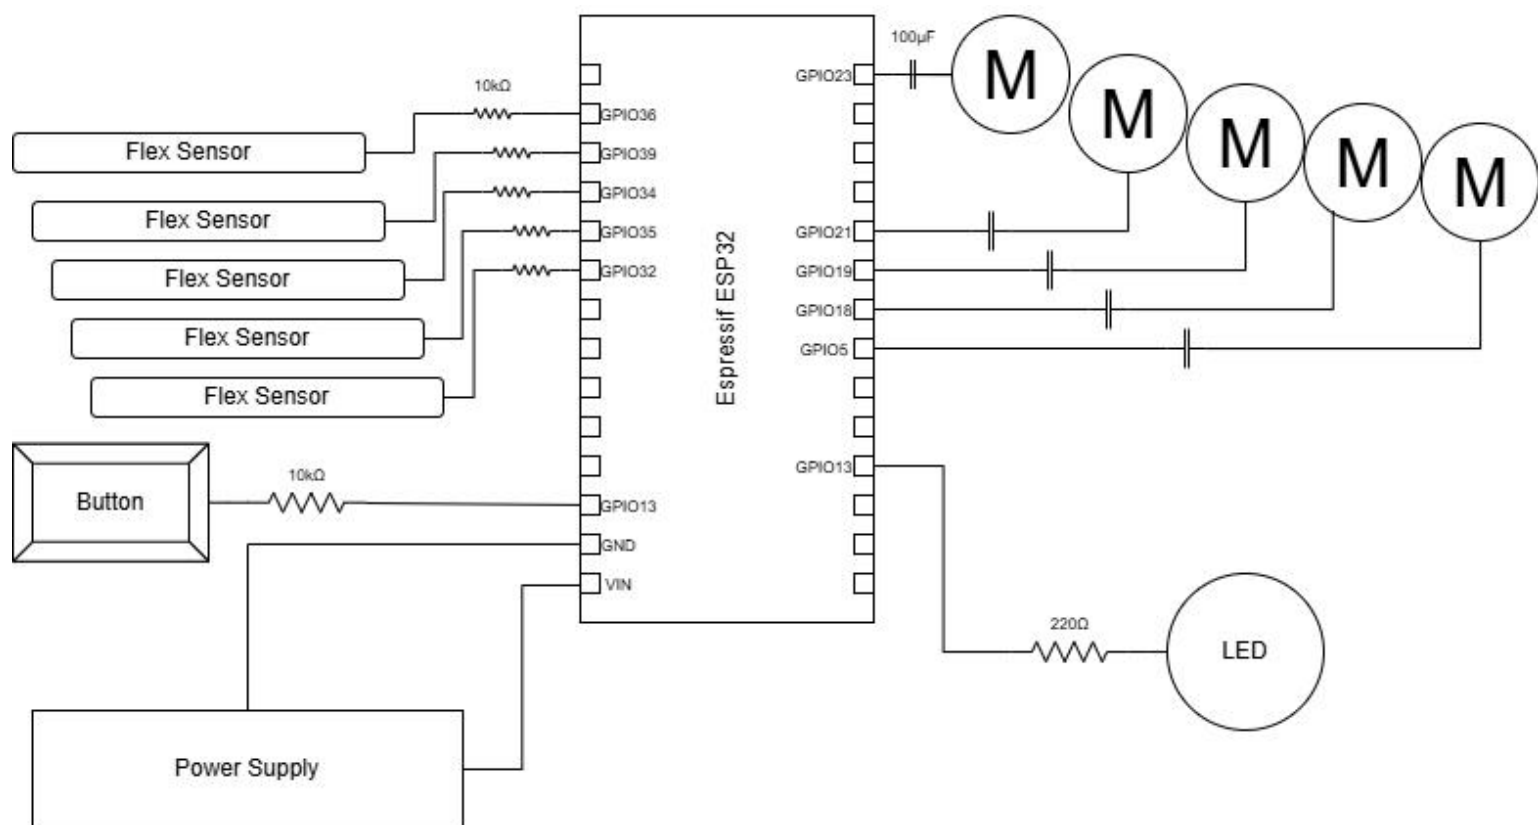 100µF
M
M
M
M
M
GPIO23
10kΩ
GPIO36
Flex Sensor
GPIO39
Flex Sensor
GPIO34
Flex Sensor
GPIO35
Flex Sensor
GPIO32
Flex Sensor
Espressif ESP32
GPIO21
GPIO19
GPIO18
GPIO5
GPIO13
Button
10kΩ
GPIO13
GND
VIN
Power Supply
220Ω
LED